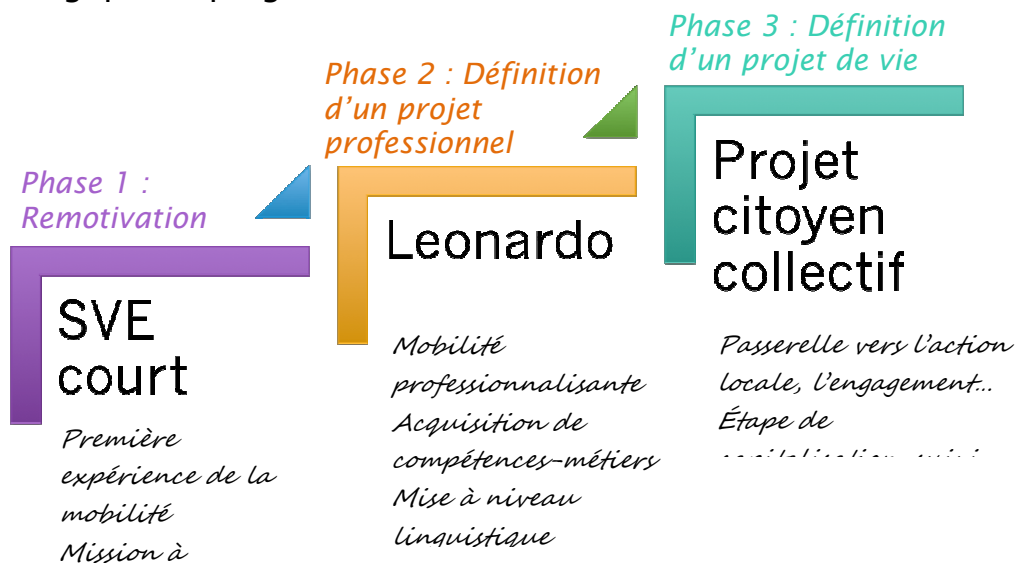 Phase 1 :
Remotivation
SVE
court
Première
expérience de la
mobilité
Mission à
Phase 2 : Définition
d'un projet
professionnel
Leonardo
Mobilité
professionnalisante
Acquisition de
compétences-métiers
Mise à niveau
linguistique
Phase 3 : Définition
d'un projet de vie
Projet
citoyen
collectif
Passerelle vers l'action
locale, l'engagement...
Étape de